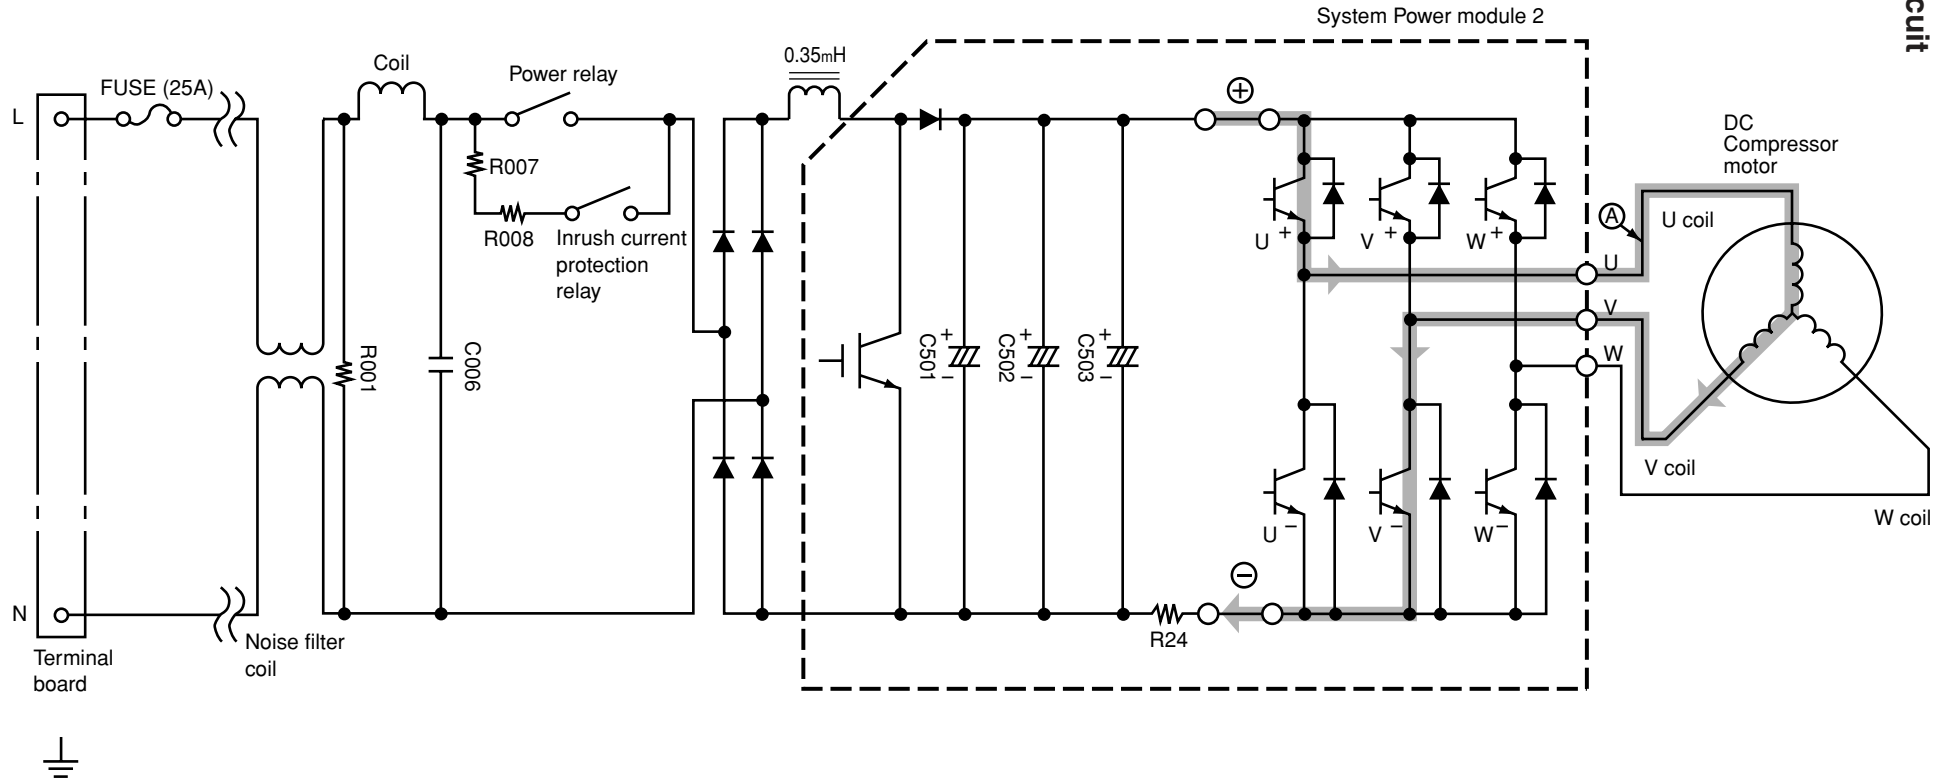 System Power module 2
cuit
0.35mH
Coil
Power relay
FUSE (25A)
+
L
DC
Compressor
motor
R007
A
U coil
R008
Inrush current
protection
relay
U +
V +
W +
U
V
W
R001
C006
C501
+
−
C502
+
−
C503
+
−
V coil
W coil
U −
V −
W −
−
N
R24
Noise filter
coil
Terminal
board